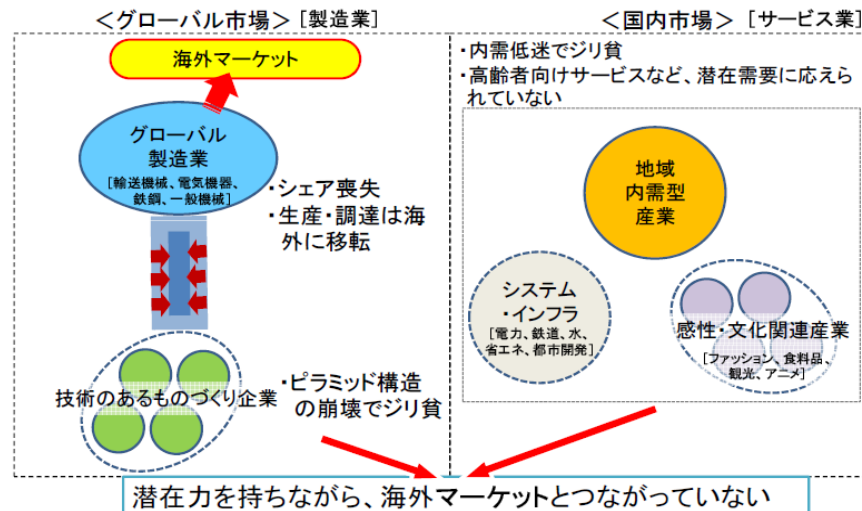 ＜グローバル市場＞［製造業］
海外マーケット
グローバル
製造業
［輸送機械、電気機器、
鉄鋼、一般機械］
・シェア喪失
・生産・調達は海
外に移転
技術のあるものづくり企業
・ピラミッド構造
の崩壊でジリ貧
＜国内市場＞［サービス業］
・内需低迷でジリ貧
・高齢者向けサービスなど、潜在需要に応えら
れていない
地域
内需型
産業
システム
・インフラ
［電力、鉄道、水、
省エネ、都市開発］
感性・文化関連産業
［ファッション、食料品、
観光、アニメ］
潜在力を持ちながら、海外マーケットとつながっていない